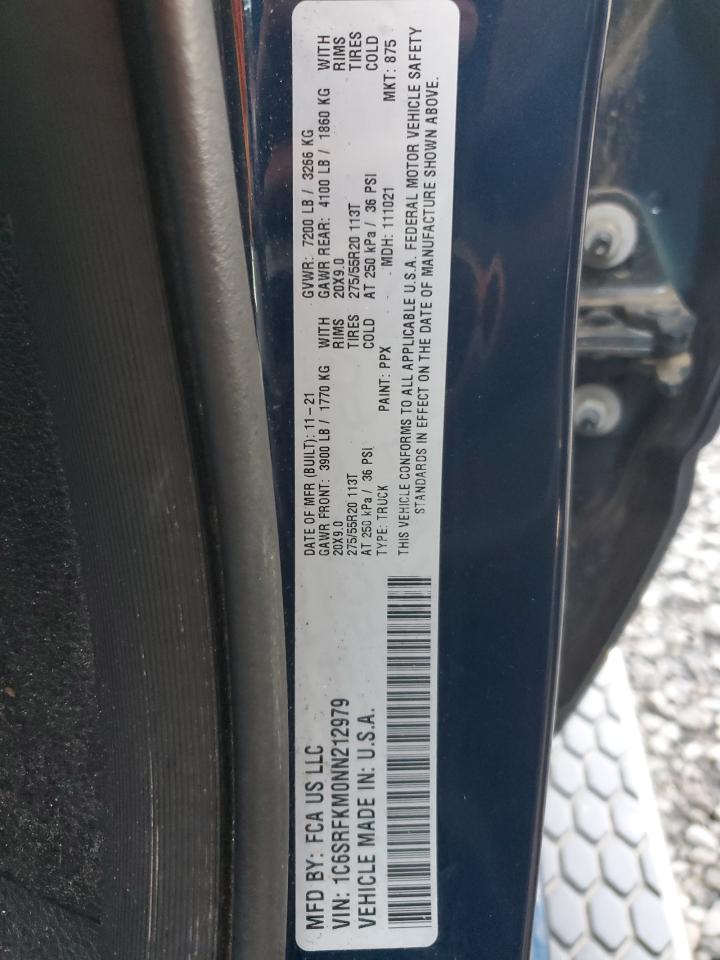 MFD BY: FCA US LLC
VIN: 1C6SRFKM0NN212979
VEHICLE MADE IN: U.S.A.
DATE OF MFR (BUILT): 11-21 GVWR: 7200 LB / 3266 KG
GAWR FRONT: 3900 LB / 1770 KG WITH GAWR REAR: 4100 LB / 1860 KG WITH
20X9.0 RIMS 20X9.0 RIMS
275/55R20 113T TIRES 275/55R20 113T TIRES
AT 250 kPa / 36 PSI COLD AT 250 kPa / 36 PSI COLD
TYPE: TRUCK PAINT: PPX MDH: 111021 MKT: 875
THIS VEHICLE CONFORMS TO ALL APPLICABLE U.S.A. FEDERAL MOTOR VEHICLE SAFETY
STANDARDS IN EFFECT ON THE DATE OF MANUFACTURE SHOWN ABOVE.